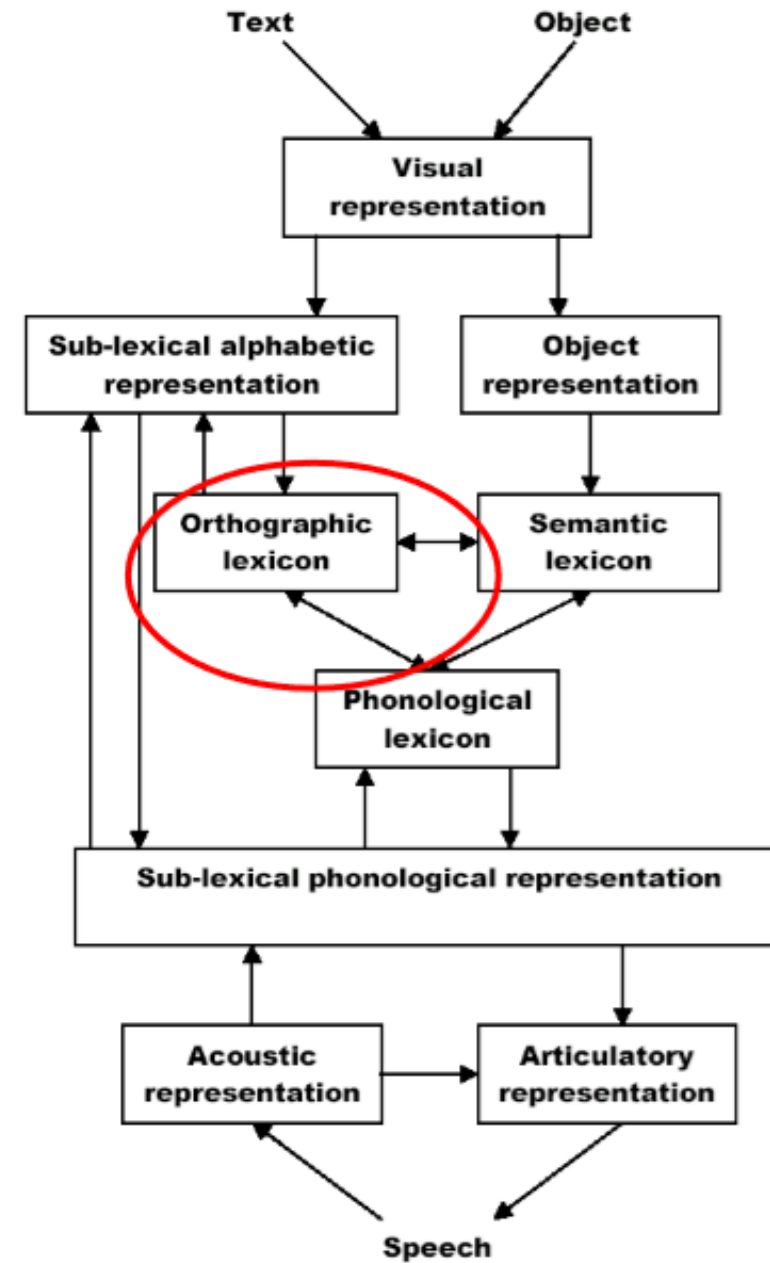 Text
Object
Visual
representation
Sub-lexical alphabetic
representation
Object
representation
Orthographic
lexicon
Semantic
lexicon
Phonological
lexicon
Sub-lexical phonological representation
Acoustic
representation
Articulatory
representation
Speech